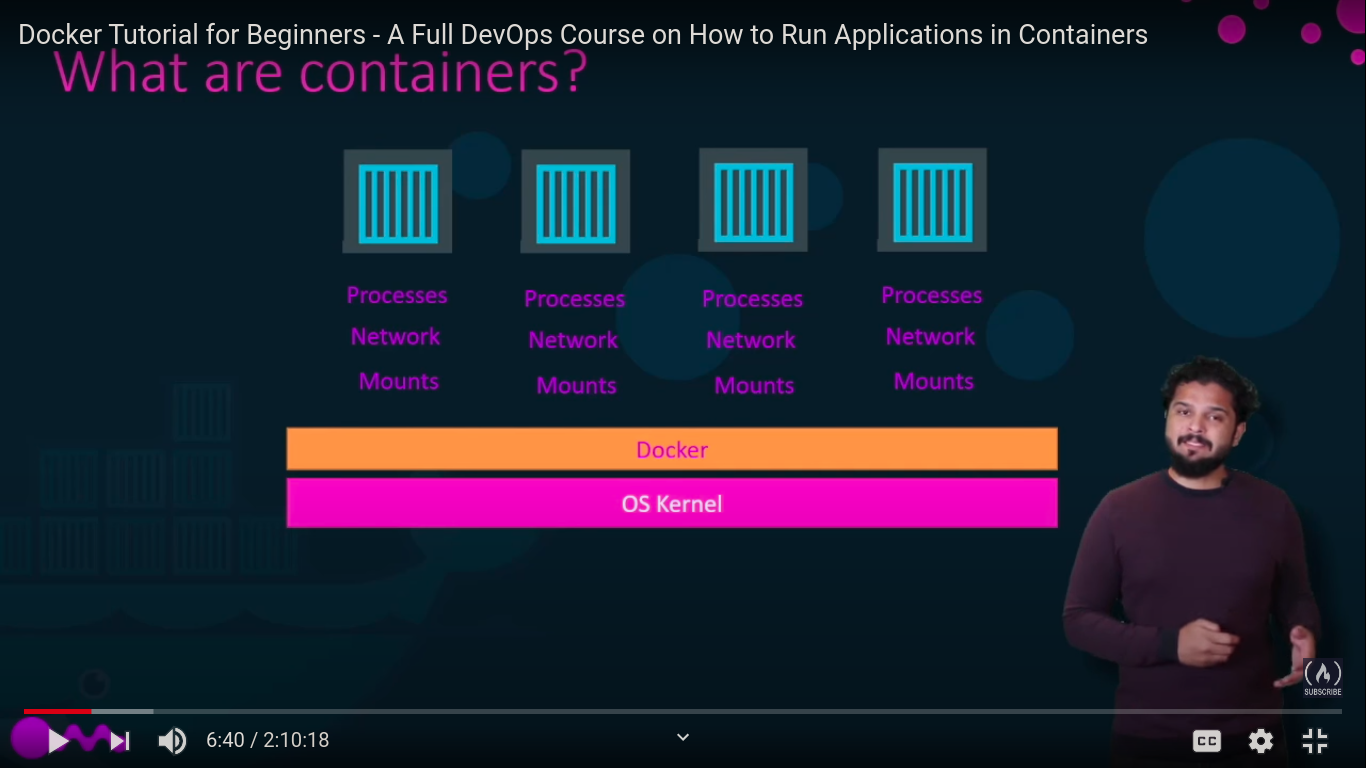 Docker Tutorial for Beginners - A Full DevOps Course on How to Run Applications in Containers
What are containers?
Processes Processes Processes Processes
Network Network Network Network
Mounts Mounts Mounts Mounts
Docker
OS Kernel
SUBSCRIBE
6:40 / 2:10:18
CC